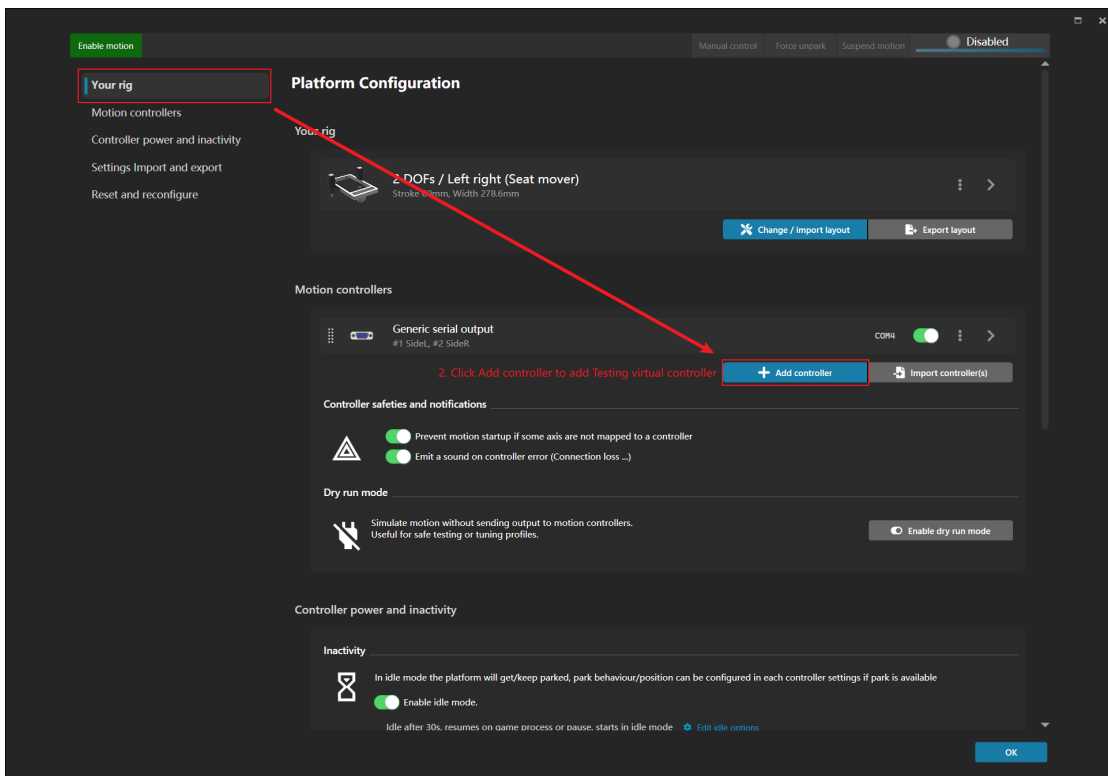 Enable motion
Manual control
Force unpark
Suspend motion
Disabled
Your rig
Motion controllers
Controller power and inactivity
Settings Import and export
Reset and reconfigure
Platform Configuration
Your rig
2 DOFs / Left right (Seat mover)
Stroke 60mm, Width 278.6mm
Change / import layout
Export layout
Motion controllers
Generic serial output
#1 SideL, #2 SideR
COM4
2. Click Add controller to add Testing virtual controller
Add controller
Import controller(s)
Controller safeties and notifications
Prevent motion startup if some axis are not mapped to a controller
Emit a sound on controller error (Connection loss ...)
Dry run mode
Simulate motion without sending output to motion controllers.
Useful for safe testing or tuning profiles.
Enable dry run mode
Controller power and inactivity
Inactivity
In idle mode the platform will get/keep parked, park behaviour/position can be configured in each controller settings if park is available
Enable idle mode.
Idle after 30s, resumes on game process or pause, starts in idle mode
Edit idle options
OK